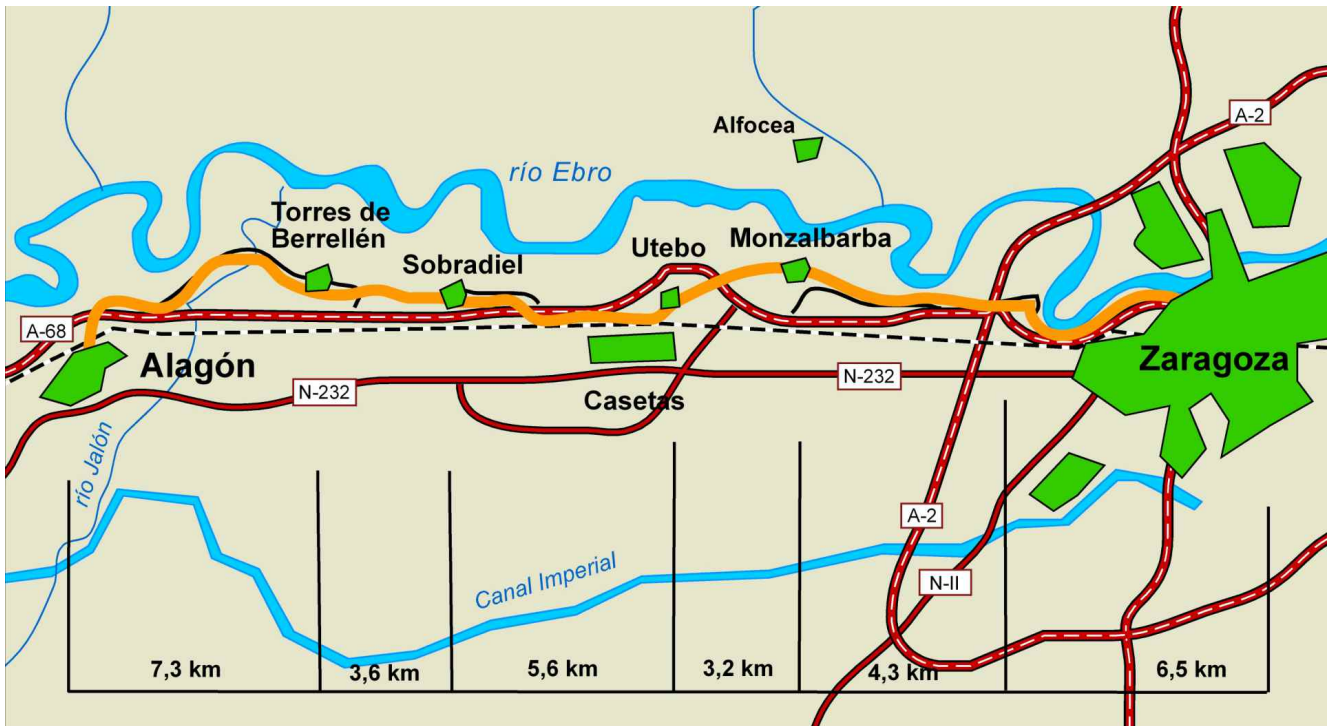 A-2
Alfocea
río Ebro
Torres de
Berrellén
Utebo
Monzalbarba
Sobradiel
A-68
Alagón
Zaragoza
N-232
N-232
Casetas
río Jalón
A-2
N-II
Canal Imperial
7,3 km
3,6 km
5,6 km
3,2 km
4,3 km
6,5 km